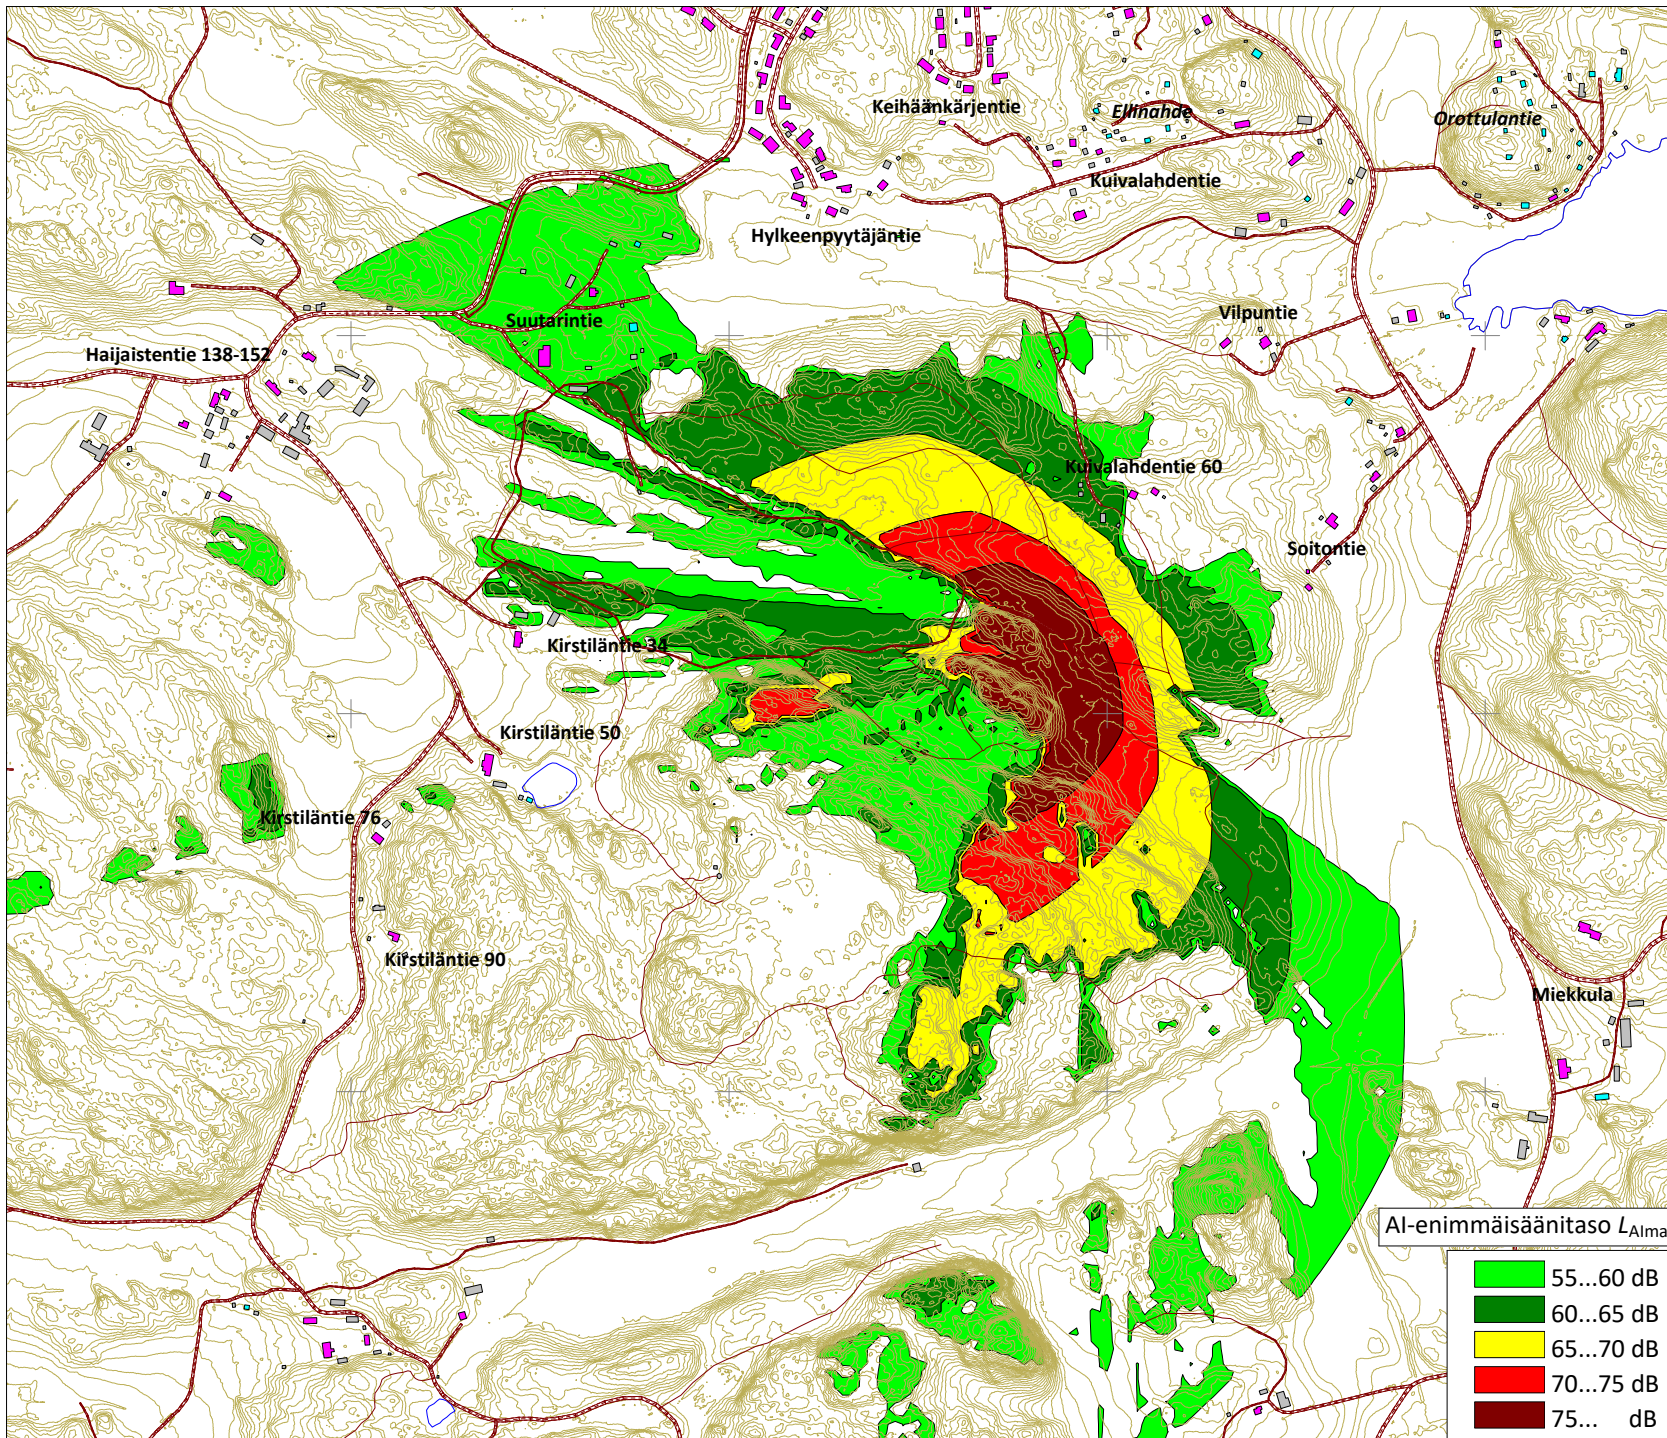 Keihäänkärjentie
Ellinahde
Orottulantie
Kuivalahdentie
Hylkeenpyytäjäntie
Vilpuntie
Suutarintie
Haijaistentie 138-152
Kuivalahdentie 60
Soitontie
Kirstiläntie 34
Kirstiläntie 50
Kirstiläntie 76
Kirstiläntie 90
Miekkula
AI-enimmäisäänitaso LAIma
55...60 dB
60...65 dB
65...70 dB
70...75 dB
75... dB